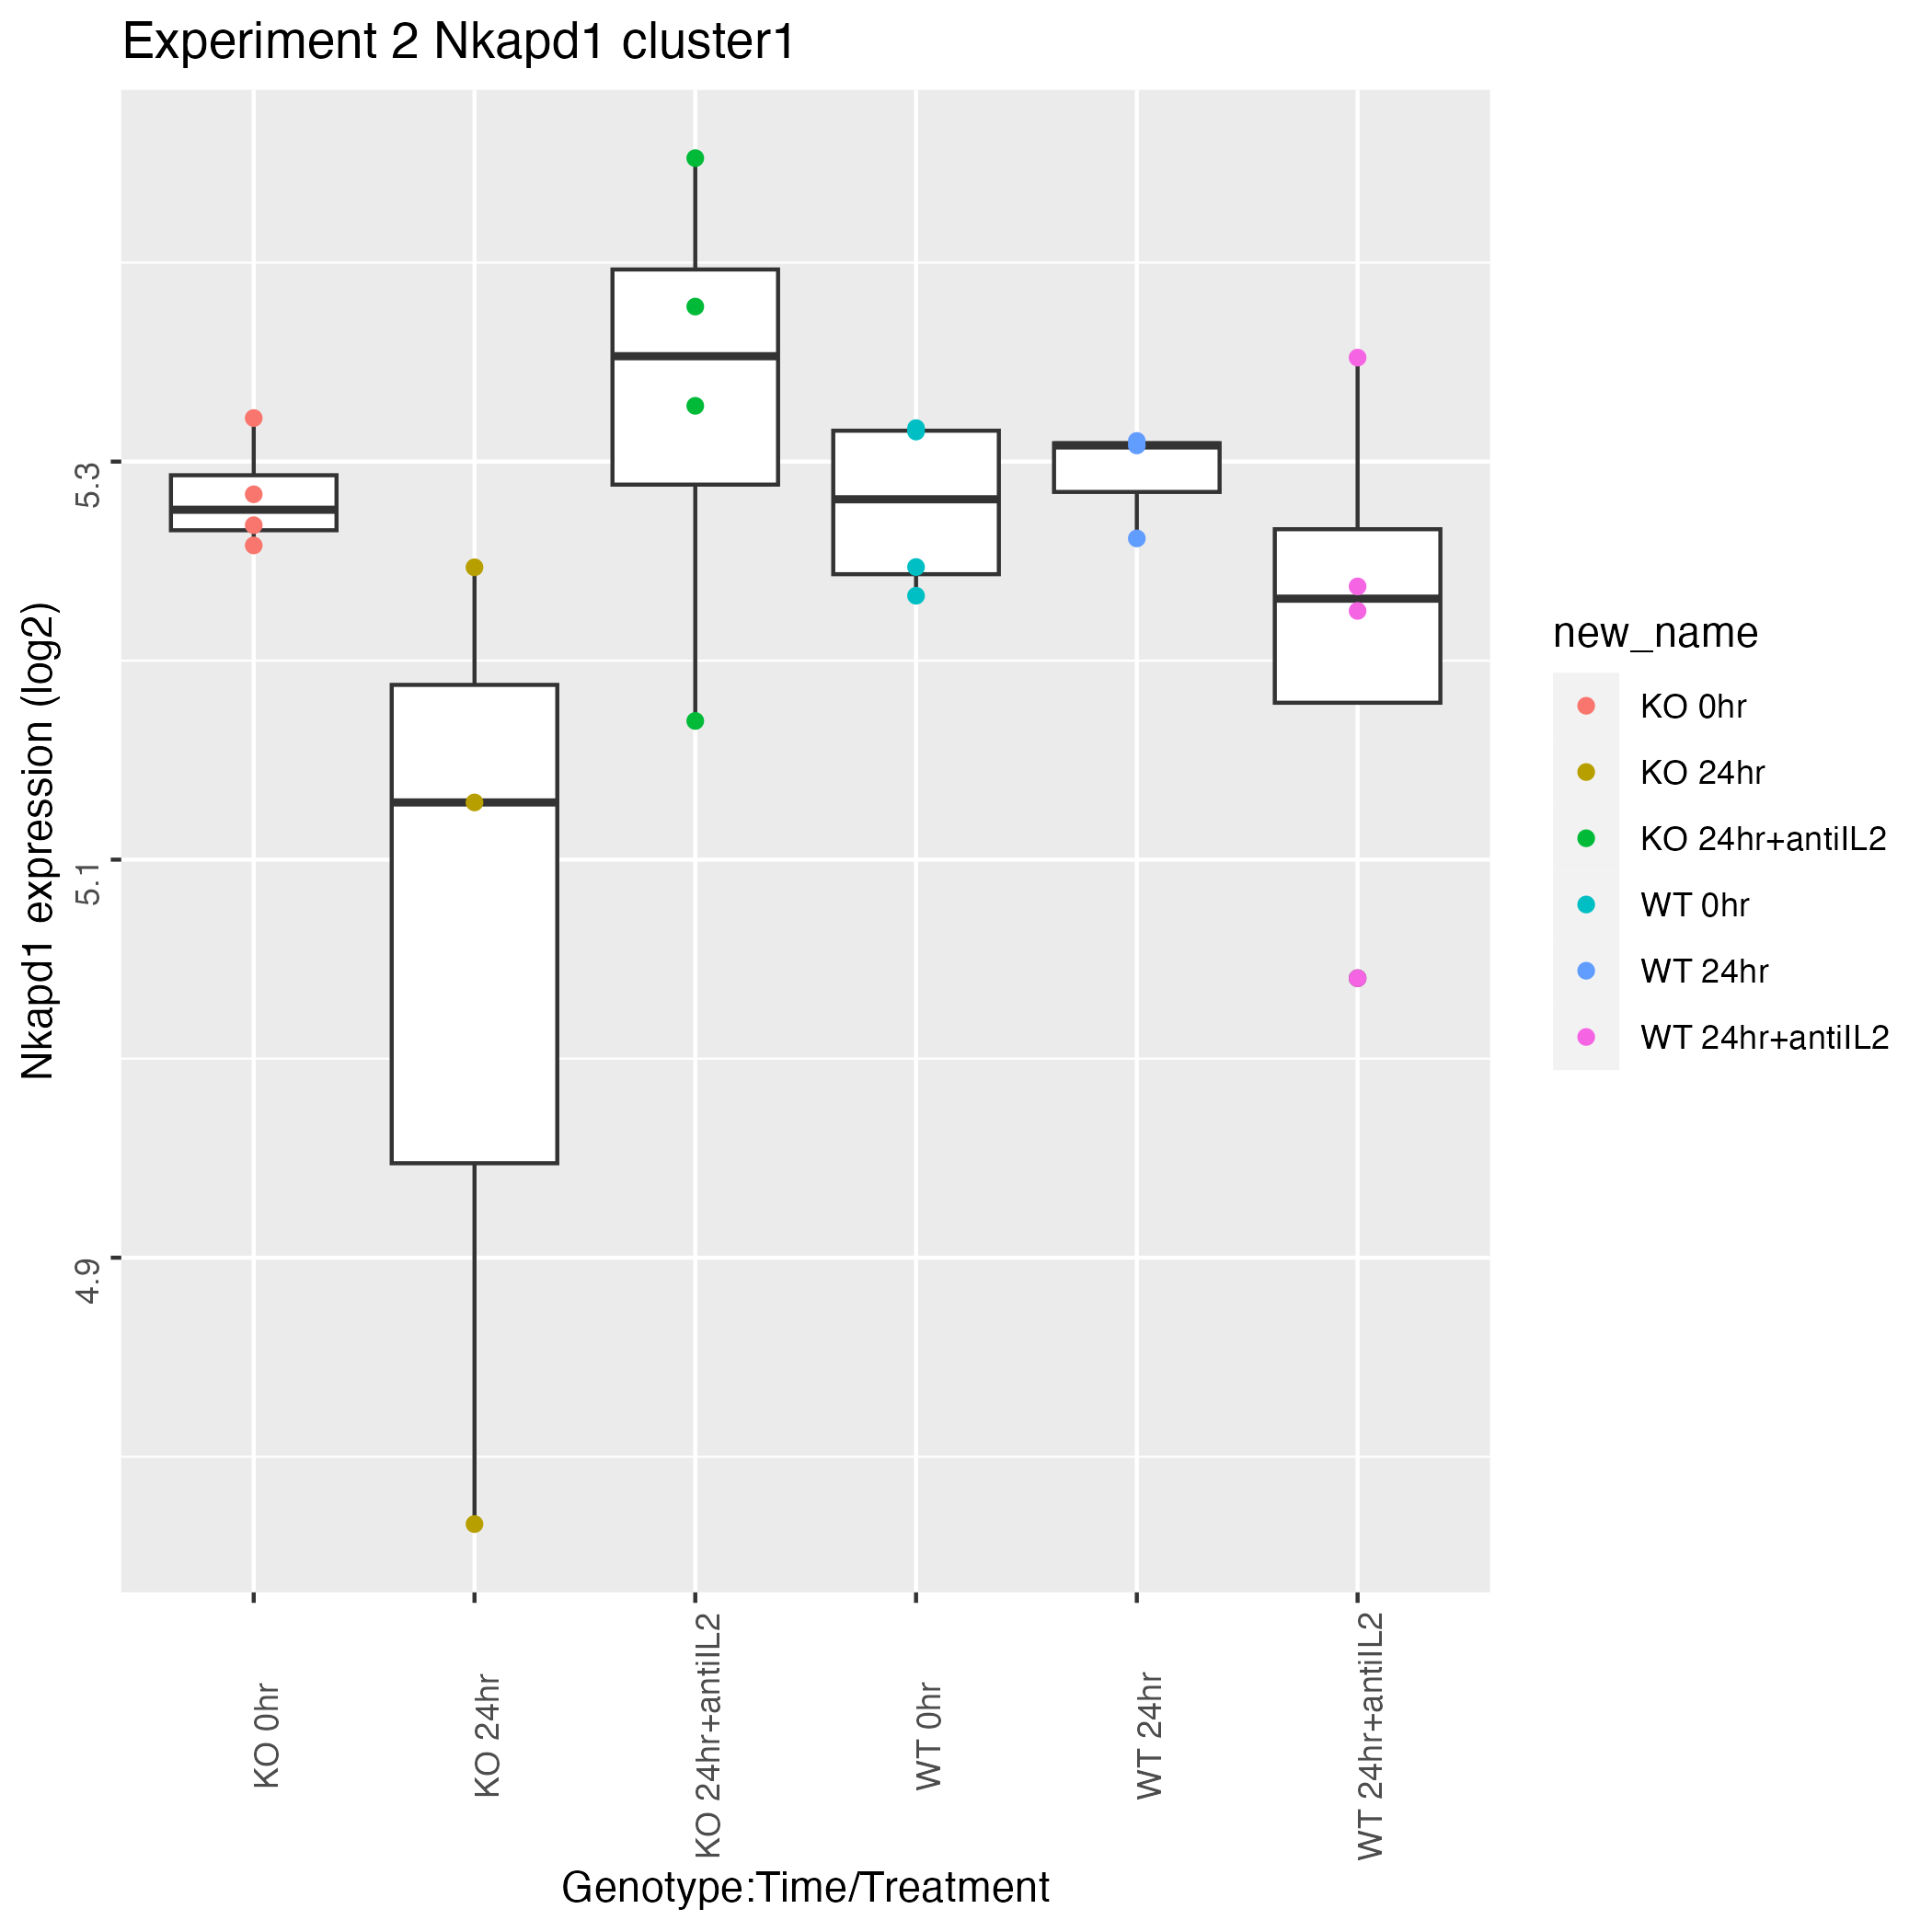 Experiment 2 Nkapd1 cluster1
Nkapd1 expression (log2)
5.3
5.1
4.9
KO 0hr
KO 24hr
KO 24hr+antiIL2
WT 0hr
WT 24hr
WT 24hr+antiIL2
Genotype:Time/Treatment
new_name
KO 0hr
KO 24hr
KO 24hr+antiIL2
WT 0hr
WT 24hr
WT 24hr+antiIL2